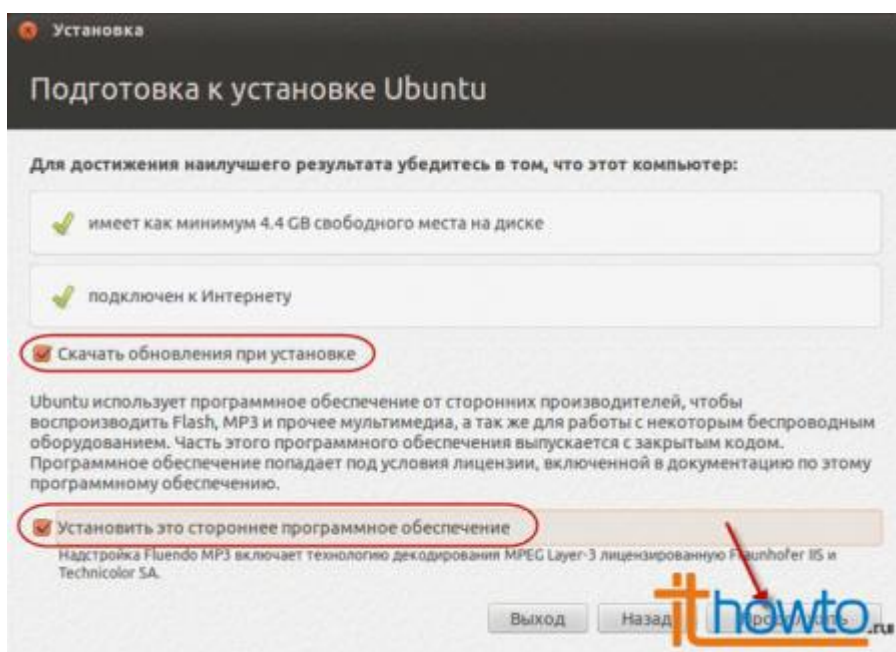 Установка
Подготовка к установке Ubuntu
Для достижения наилучшего результата убедитесь в том, что этот компьютер:
имеет как минимум 4.4 GB свободного места на диске
подключен к Интернету
Скачать обновления при установке
Ubuntu использует программное обеспечение от сторонних производителей, чтобы
воспроизводить Flash, MP3 и прочее мультимедиа, а так же для работы с некоторым беспроводным
оборудованием. Часть этого программного обеспечения выпускается с закрытым кодом.
Программное обеспечение попадает под условия лицензии, включенной в документацию по этому
программному обеспечению.
Установить это стороннее программное обеспечение
Надстройка Fluendo MP3 включает технологию декодирования MPEG Layer-3 лицензированную Fraunhofer IIS и
Technicolor SA.
Выход Назад
ithowto.ru